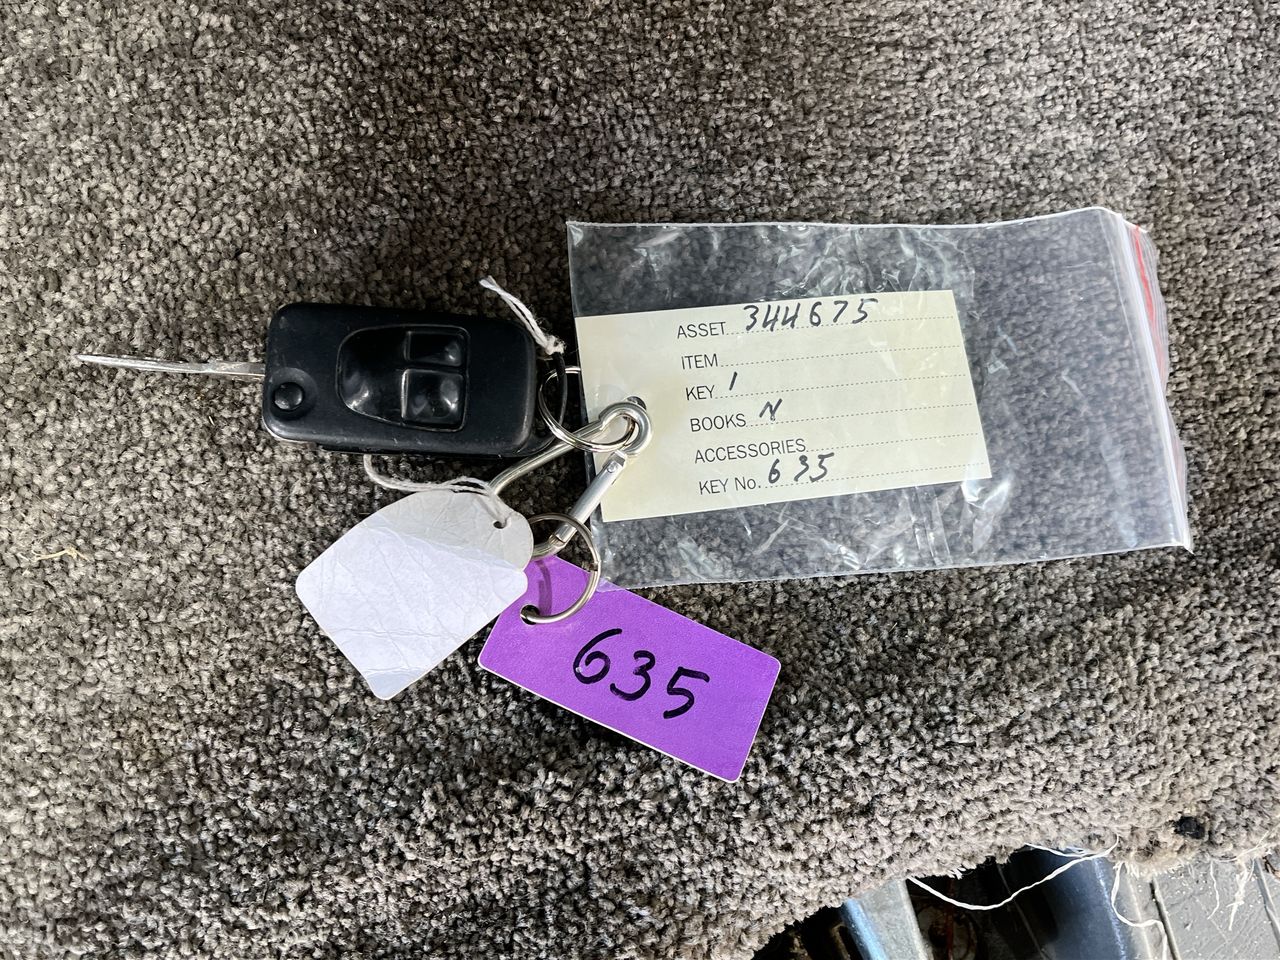 ASSET 344675
ITEM
KEY 1
BOOKS N
ACCESSORIES
KEY No. 635
635